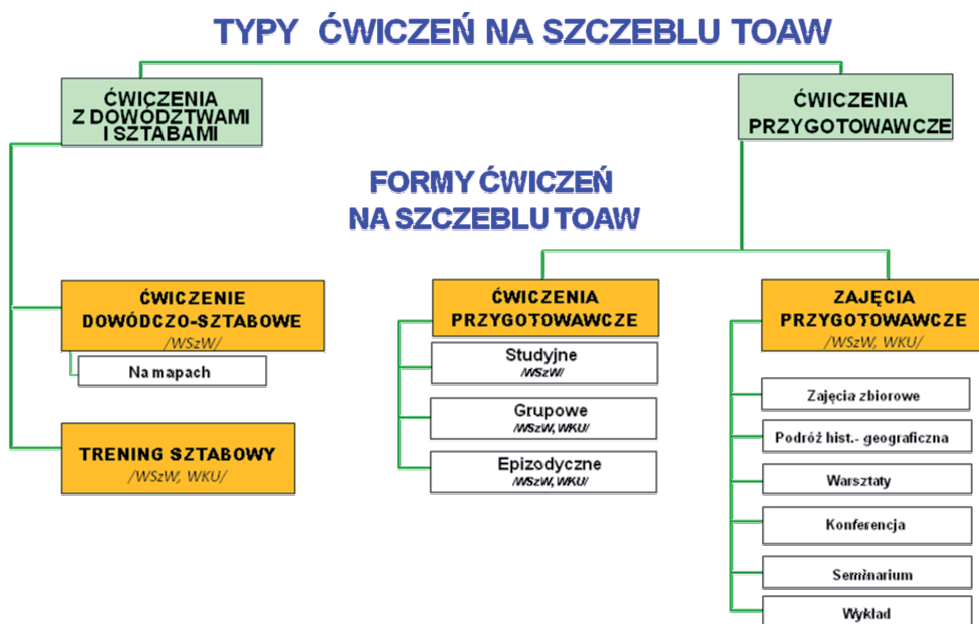 TYPY ĆWICZEŃ NA SZCZEBLU TOAW
ĆWICZENIA
Z DOWÓDZTWAMI
I SZTABAMI
ĆWICZENIA
PRZYGOTOWAWCZE
FORMY ĆWICZEŃ
NA SZCZEBLU TOAW
ĆWICZENIE
DOWÓDCZO-SZTABOWE
/WSzW/
Na mapach
TRENING SZTABOWY
/WSzW, WKU/
ĆWICZENIA
PRZYGOTOWAWCZE
Studyjne
/WSzW/
Grupowe
/WSzW, WKU/
Epizodyczne
/WSzW, WKU/
ZAJĘCIA
PRZYGOTOWAWCZE
/WSzW, WKU/
Zajęcia zbiorowe
Podróż hist.- geograficzna
Warsztaty
Konferencja
Seminarium
Wykład